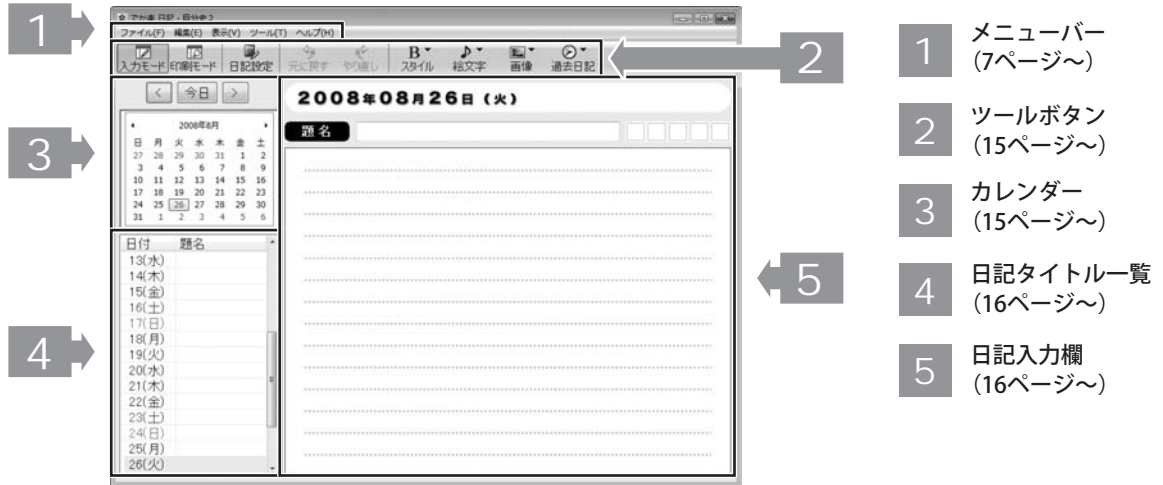 でか楽 日記・自分史2
ファイル(F) 編集(E) 表示(V) ツール(T) ヘルプ(H)
入力モード 印刷モード 日記設定 元に戻す やり直し スタイル 絵文字 画像 過去日記
< 今日 >
2008年08月26日(火)
2008年8月
題名
日 月 火 水 木 金 土
27 28 29 30 31 1 2
3 4 5 6 7 8 9
10 11 12 13 14 15 16
17 18 19 20 21 22 23
24 25 26 27 28 29 30
31 1 2 3 4 5 6
日付 題名
13(水)
14(木)
15(金)
16(土)
17(日)
18(月)
19(火)
20(水)
21(木)
22(金)
23(土)
24(日)
25(月)
26(火)
1
2
3
4
5
1 メニューバー
(7ページ〜)
2 ツールボタン
(15ページ〜)
3 カレンダー
(15ページ〜)
4 日記タイトル一覧
(16ページ〜)
5 日記入力欄
(16ページ〜)